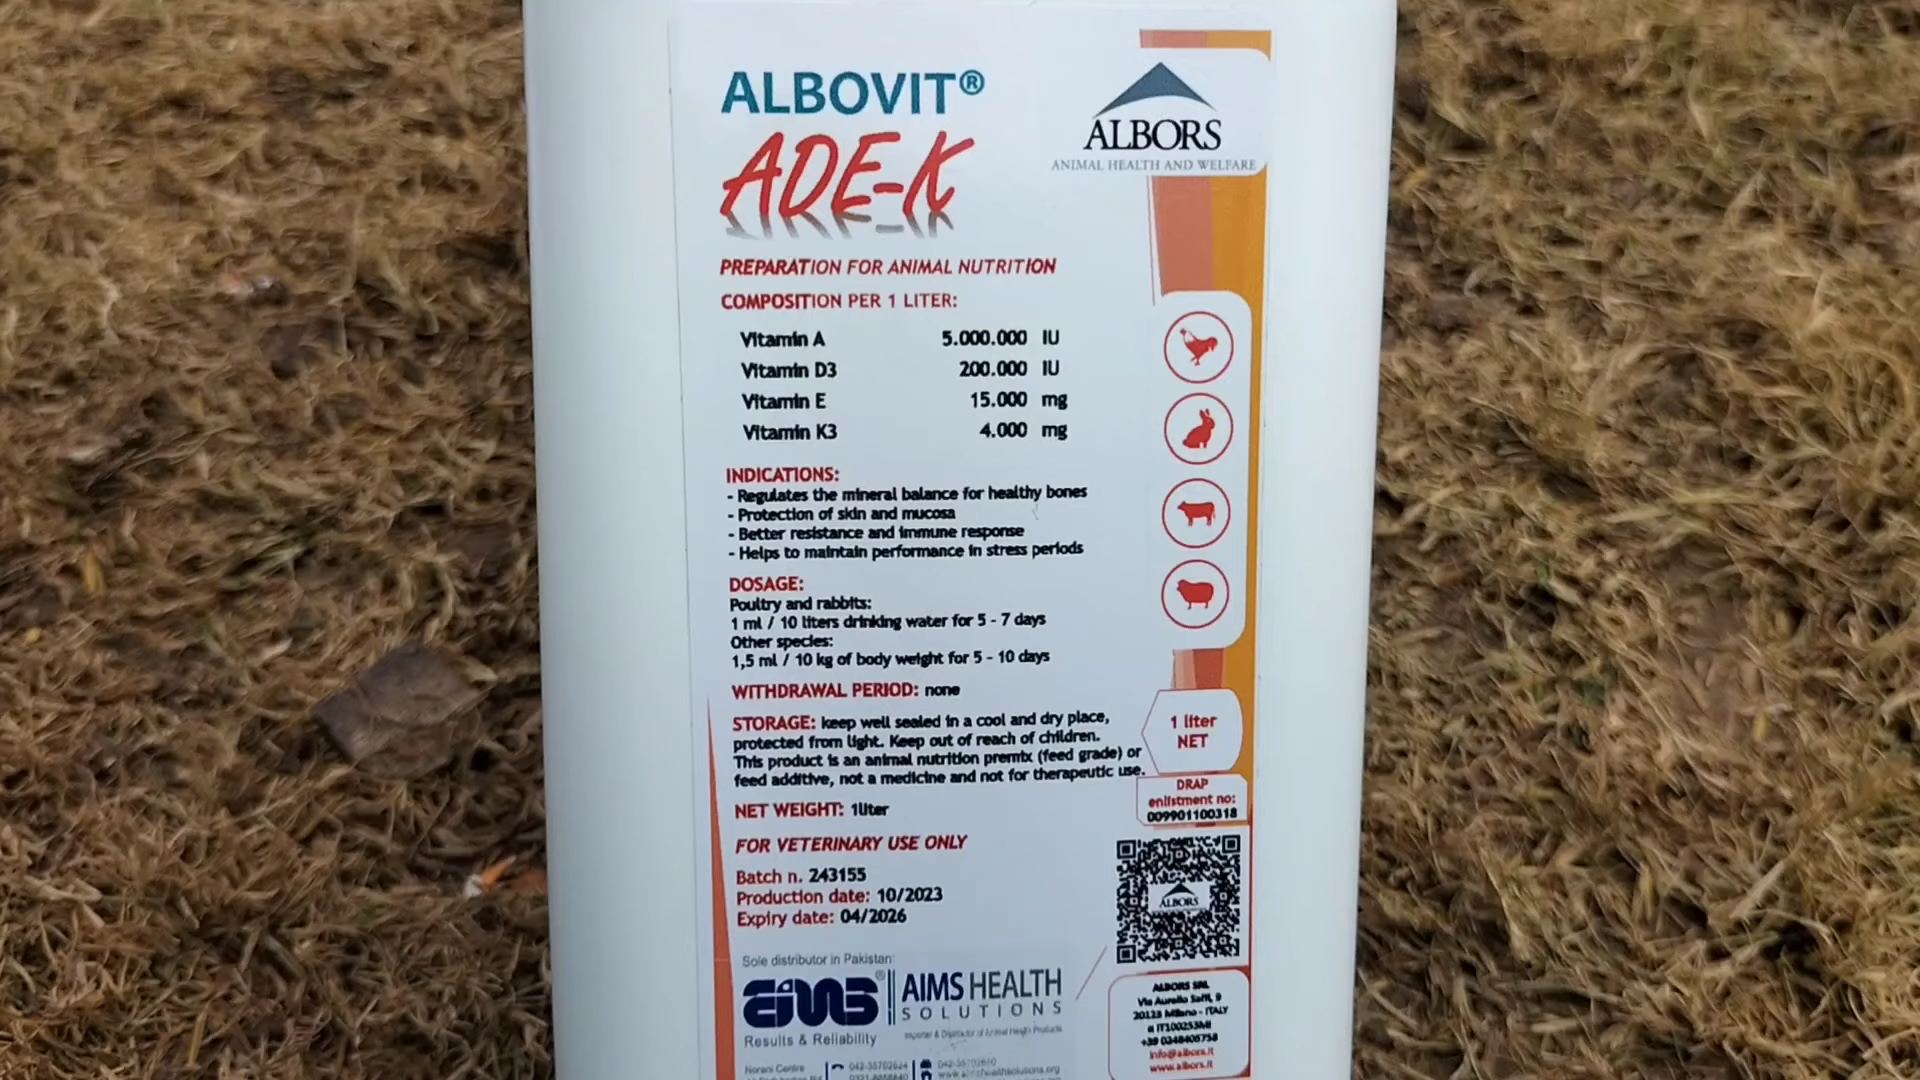 ALBOVIT®
ADE-K
ALBORS
ANIMAL HEALTH AND WELFARE
PREPARATION FOR ANIMAL NUTRITION
COMPOSITION PER 1 LITER:
Vitamin A 5.000.000 IU
Vitamin D3 200.000 IU
Vitamin E 15.000 mg
Vitamin K3 4.000 mg
INDICATIONS:
- Regulates the mineral balance for healthy bones
- Protection of skin and mucosa
- Better resistance and immune response
- Helps to maintain performance in stress periods
DOSAGE:
Poultry and rabbits:
1 ml / 10 liters drinking water for 5 - 7 days
Other species:
1,5 ml / 10 kg of body weight for 5 - 10 days
WITHDRAWAL PERIOD: none
STORAGE: keep well sealed in a cool and dry place,
protected from light. Keep out of reach of children.
This product is an animal nutrition premix (feed grade) or
feed additive, not a medicine and not for therapeutic use.
NET WEIGHT: 1liter
FOR VETERINARY USE ONLY
Batch n. 243155
Production date: 10/2023
Expiry date: 04/2026
1 liter
NET
DRAP
enlistment no:
009901100318
ALBORS
Sole distributor in Pakistan:
aims®
Results & Reliability
AIMS HEALTH
SOLUTIONS
Importer & Distributor of Animal Health Products
Norani Centre
042-35702624
ALBORS SRL
Via Aurelio Saffi, 9
20123 Milano - ITALY
info@albors.it
www.albors.it